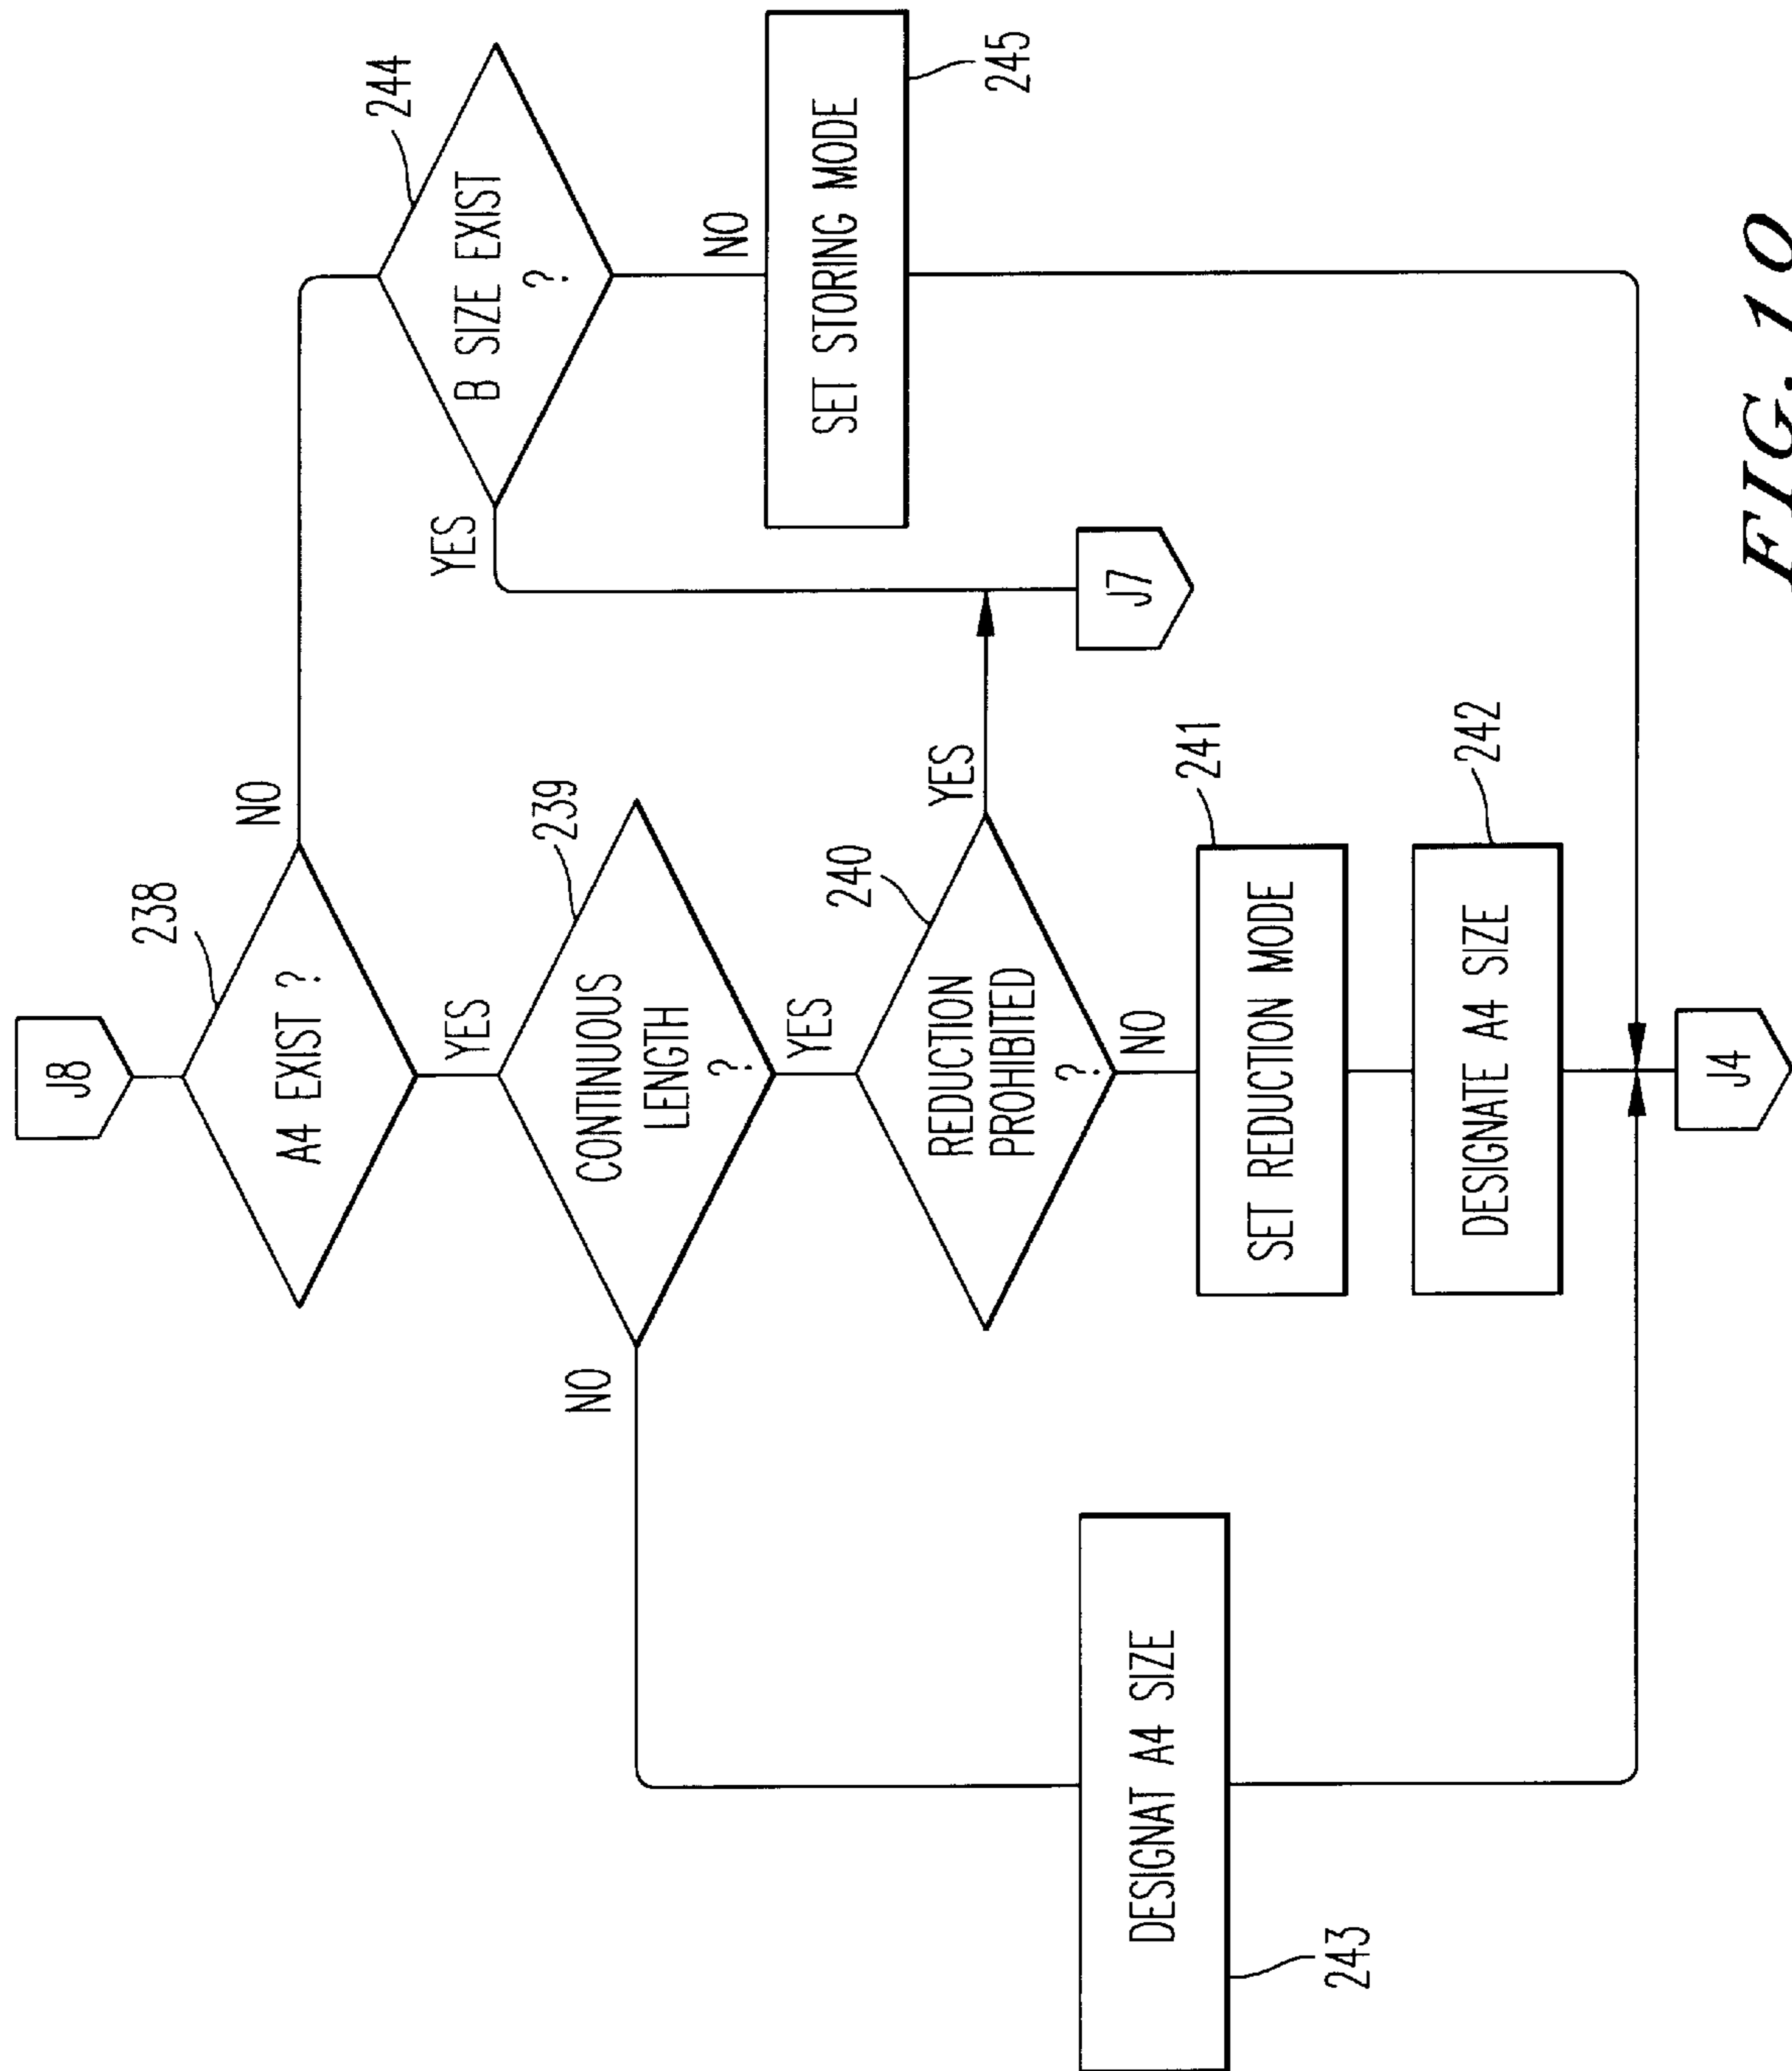 J8
238
A4 EXIST ?
NO
YES
239
CONTINUOUS
LENGTH
?
NO
YES
240
REDUCTION
PROHIBITED
?
YES
NO
241
SET REDUCTION MODE
242
DESIGNATE A4 SIZE
243
DESIGNAT A4 SIZE
244
B SIZE EXIST
?
YES
NO
245
SET STORING MODE
J7
J4
FIG. 10